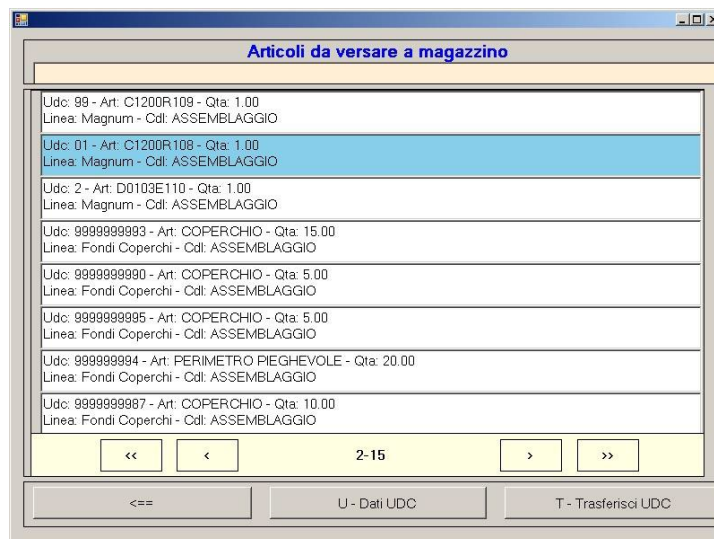 Articoli da versare a magazzino
Udc: 99 - Art: C1200R109 - Qta: 1.00
Linea: Magnum - Cdl: ASSEMBLAGGIO
Udc: 01 - Art: C1200R108 - Qta: 1.00
Linea: Magnum - Cdl: ASSEMBLAGGIO
Udc: 2 - Art: D0103E110 - Qta: 1.00
Linea: Magnum - Cdl: ASSEMBLAGGIO
Udc: 9999999993 - Art: COPERCHIO - Qta: 15.00
Linea: Fondi Coperchi - Cdl: ASSEMBLAGGIO
Udc: 9999999990 - Art: COPERCHIO - Qta: 5.00
Linea: Fondi Coperchi - Cdl: ASSEMBLAGGIO
Udc: 9999999995 - Art: COPERCHIO - Qta: 5.00
Linea: Fondi Coperchi - Cdl: ASSEMBLAGGIO
Udc: 999999994 - Art: PERIMETRO PIEGHEVOLE - Qta: 20.00
Linea: Fondi Coperchi - Cdl: ASSEMBLAGGIO
Udc: 9999999987 - Art: COPERCHIO - Qta: 10.00
Linea: Fondi Coperchi - Cdl: ASSEMBLAGGIO
<< < 2-15 > >>
<== U - Dati UDC T - Trasferisci UDC